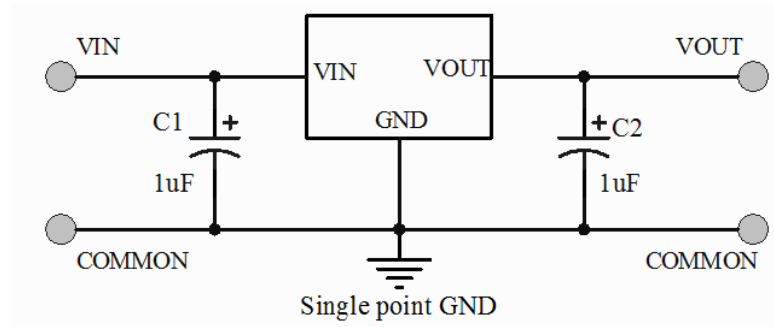 VIN
VOUT
VIN
VOUT
GND
C1
+
+
C2
1uF
1uF
COMMON
COMMON
Single point GND